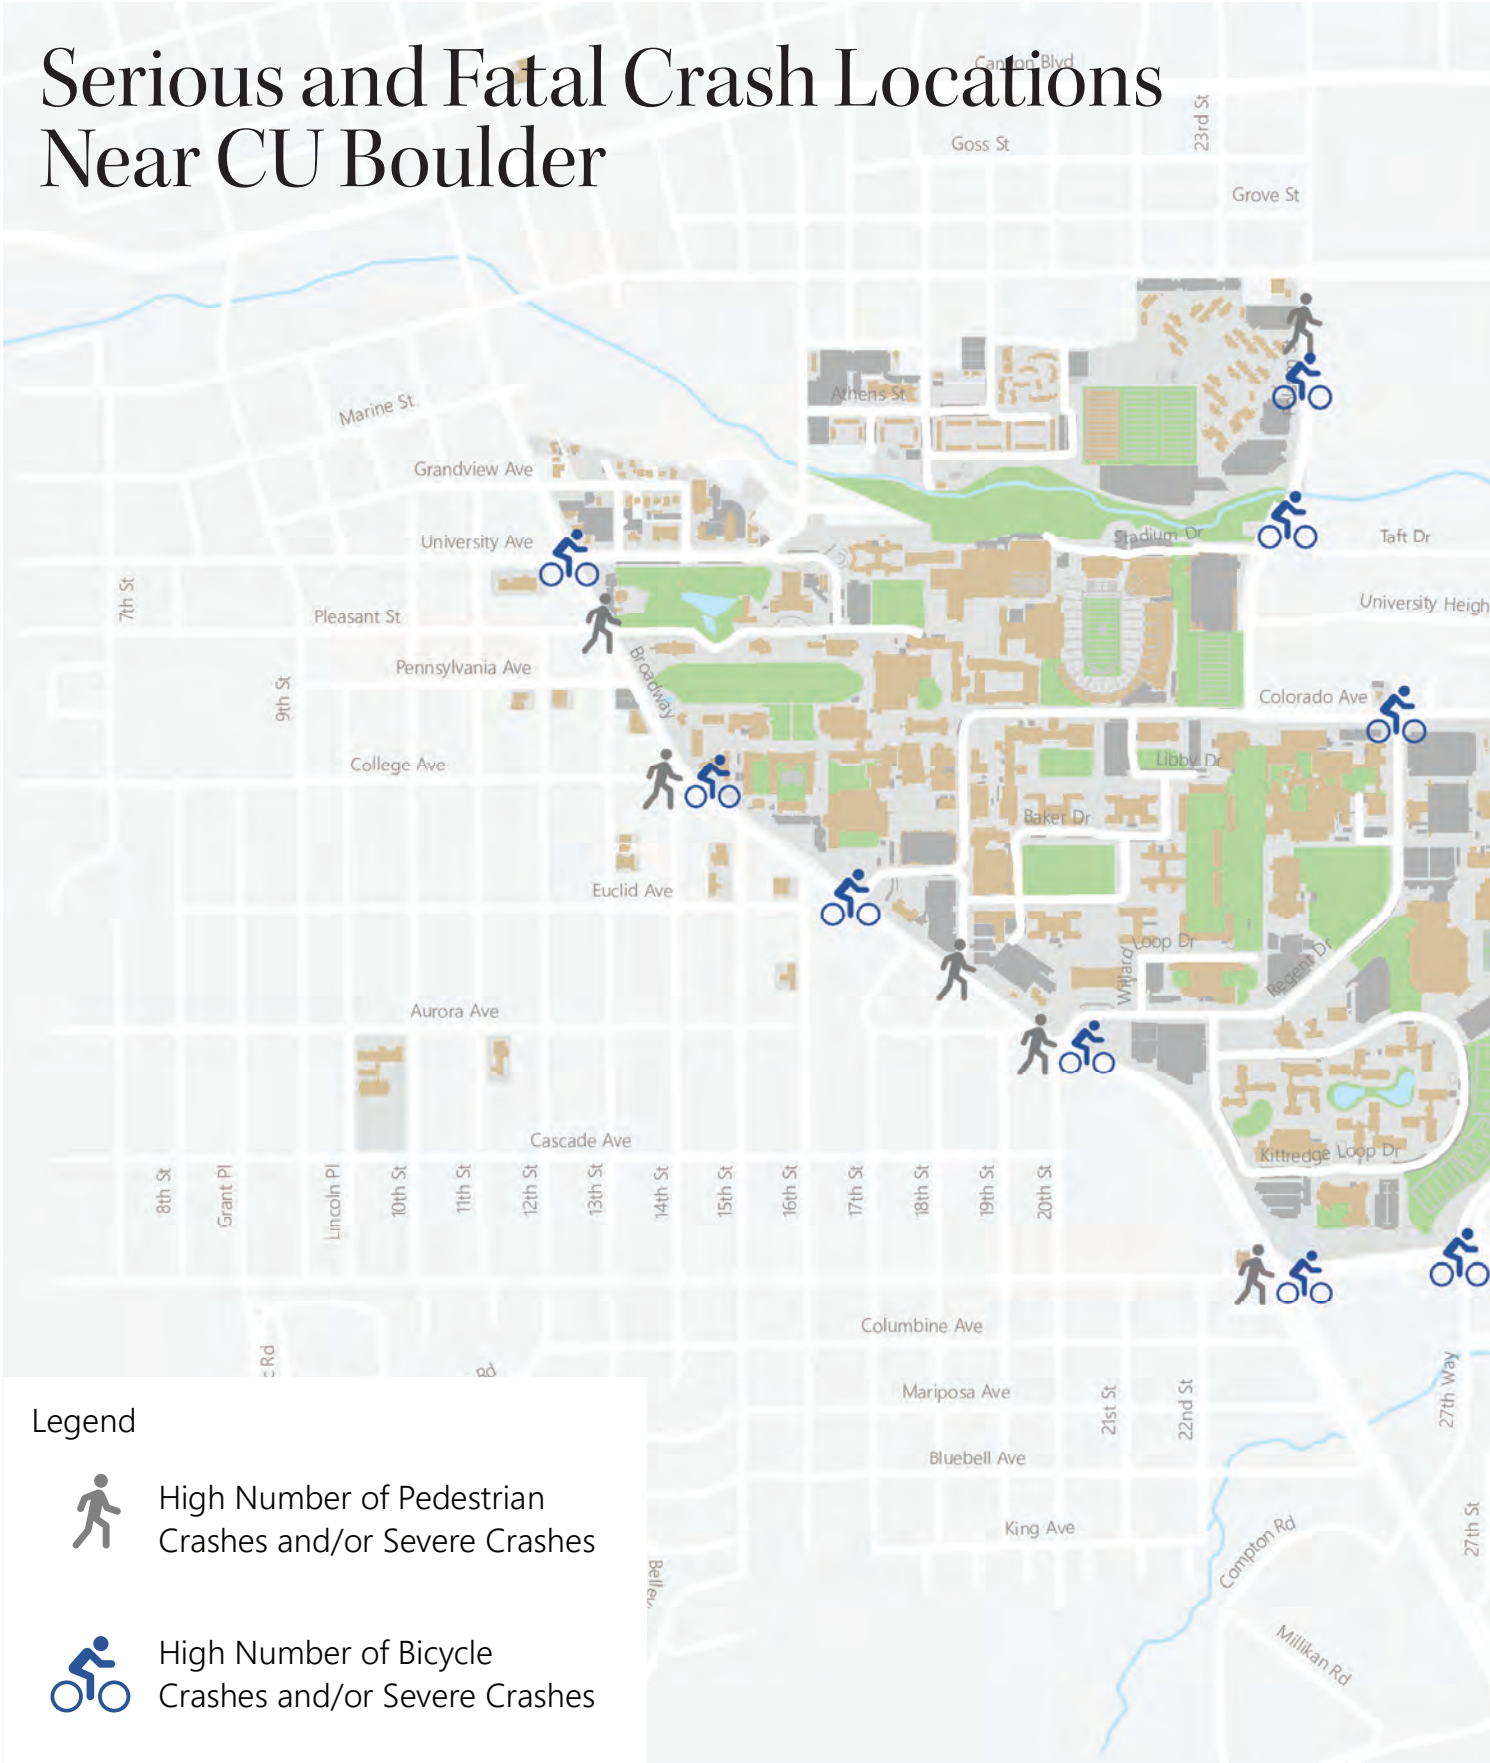 Serious and Fatal Crash Locations
Near CU Boulder
Canyon Blvd
23rd St
Goss St
Grove St
Marine St
Athens St
Grandview Ave
University Ave
Stadium Dr
Taft Dr
7th St
Pleasant St
University Heigh
Pennsylvania Ave
Broadway
9th St
Colorado Ave
College Ave
Libby Dr
Baker Dr
Euclid Ave
Willard
Loop Dr
Regent Dr
Aurora Ave
Cascade Ave
Kittredge Loop Dr
8th St
Grant Pl
Lincoln Pl
10th St
11th St
12th St
13th St
14th St
15th St
16th St
17th St
18th St
19th St
20th St
Columbine Ave
c Rd
Rd
Mariposa Ave
21st St
22nd St
27th Way
Bluebell Ave
King Ave
Compton Rd
27th St
Millikan Rd
Legend
High Number of Pedestrian
Crashes and/or Severe Crashes
High Number of Bicycle
Crashes and/or Severe Crashes